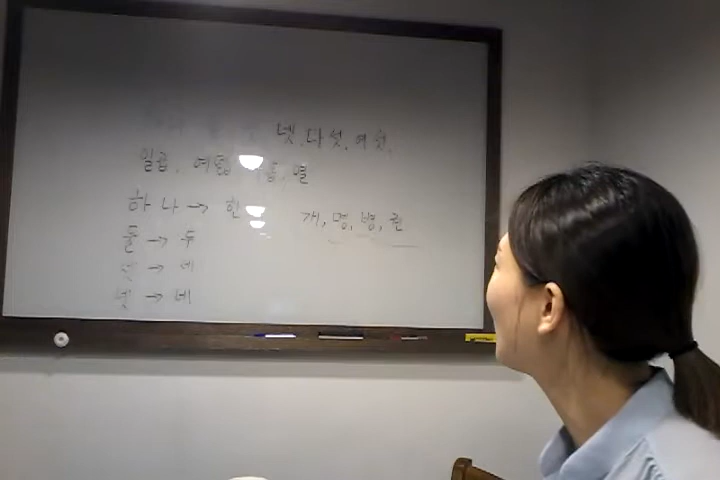 넷, 다섯, 여섯,
일곱, 여덟, 열
하나 → 한
개, 명, 병, 권
둘 → 두
셋 → 세
넷 → 네